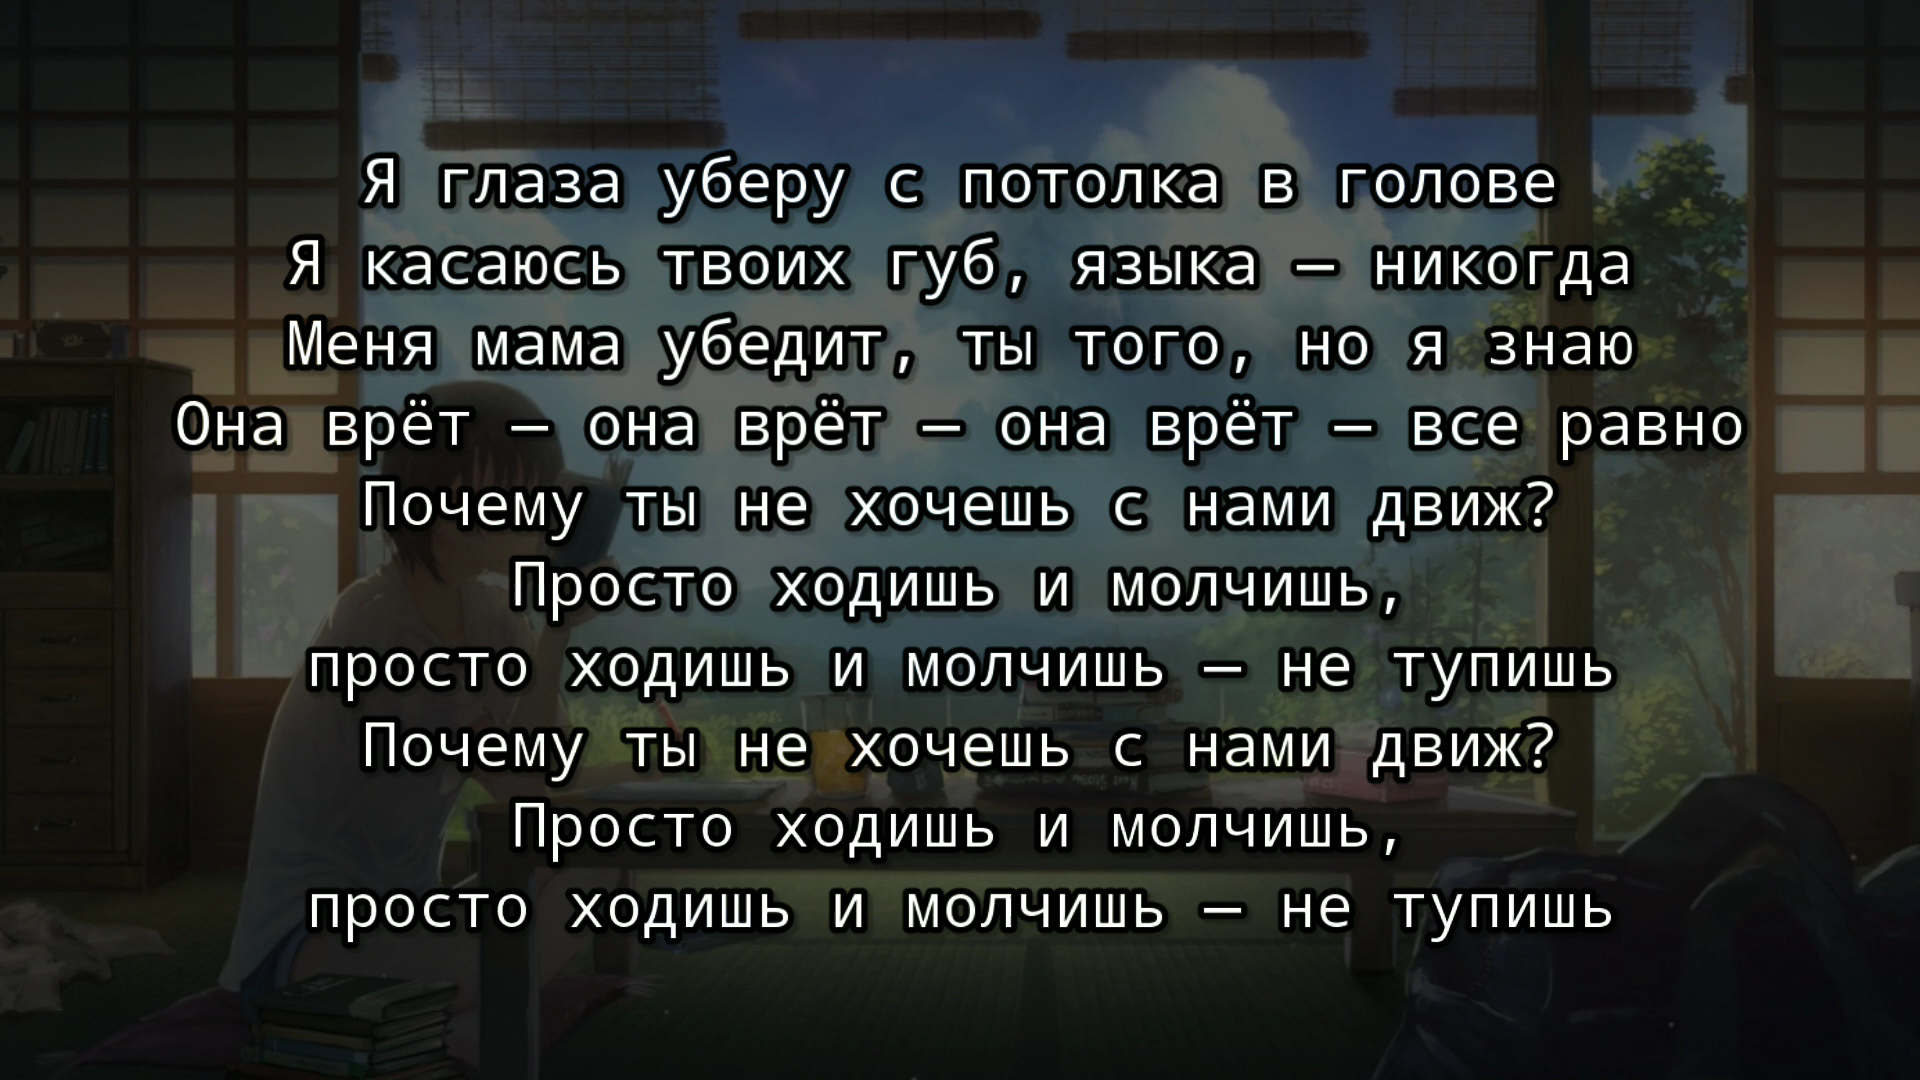 Я глаза уберу с потолка в голове
Я касаюсь твоих губ, языка — никогда
Меня мама убедит, ты того, но я знаю
Она врёт — она врёт — она врёт — все равно
Почему ты не хочешь с нами движ?
Просто ходишь и молчишь,
просто ходишь и молчишь — не тупишь
Почему ты не хочешь с нами движ?
Просто ходишь и молчишь,
просто ходишь и молчишь — не тупишь